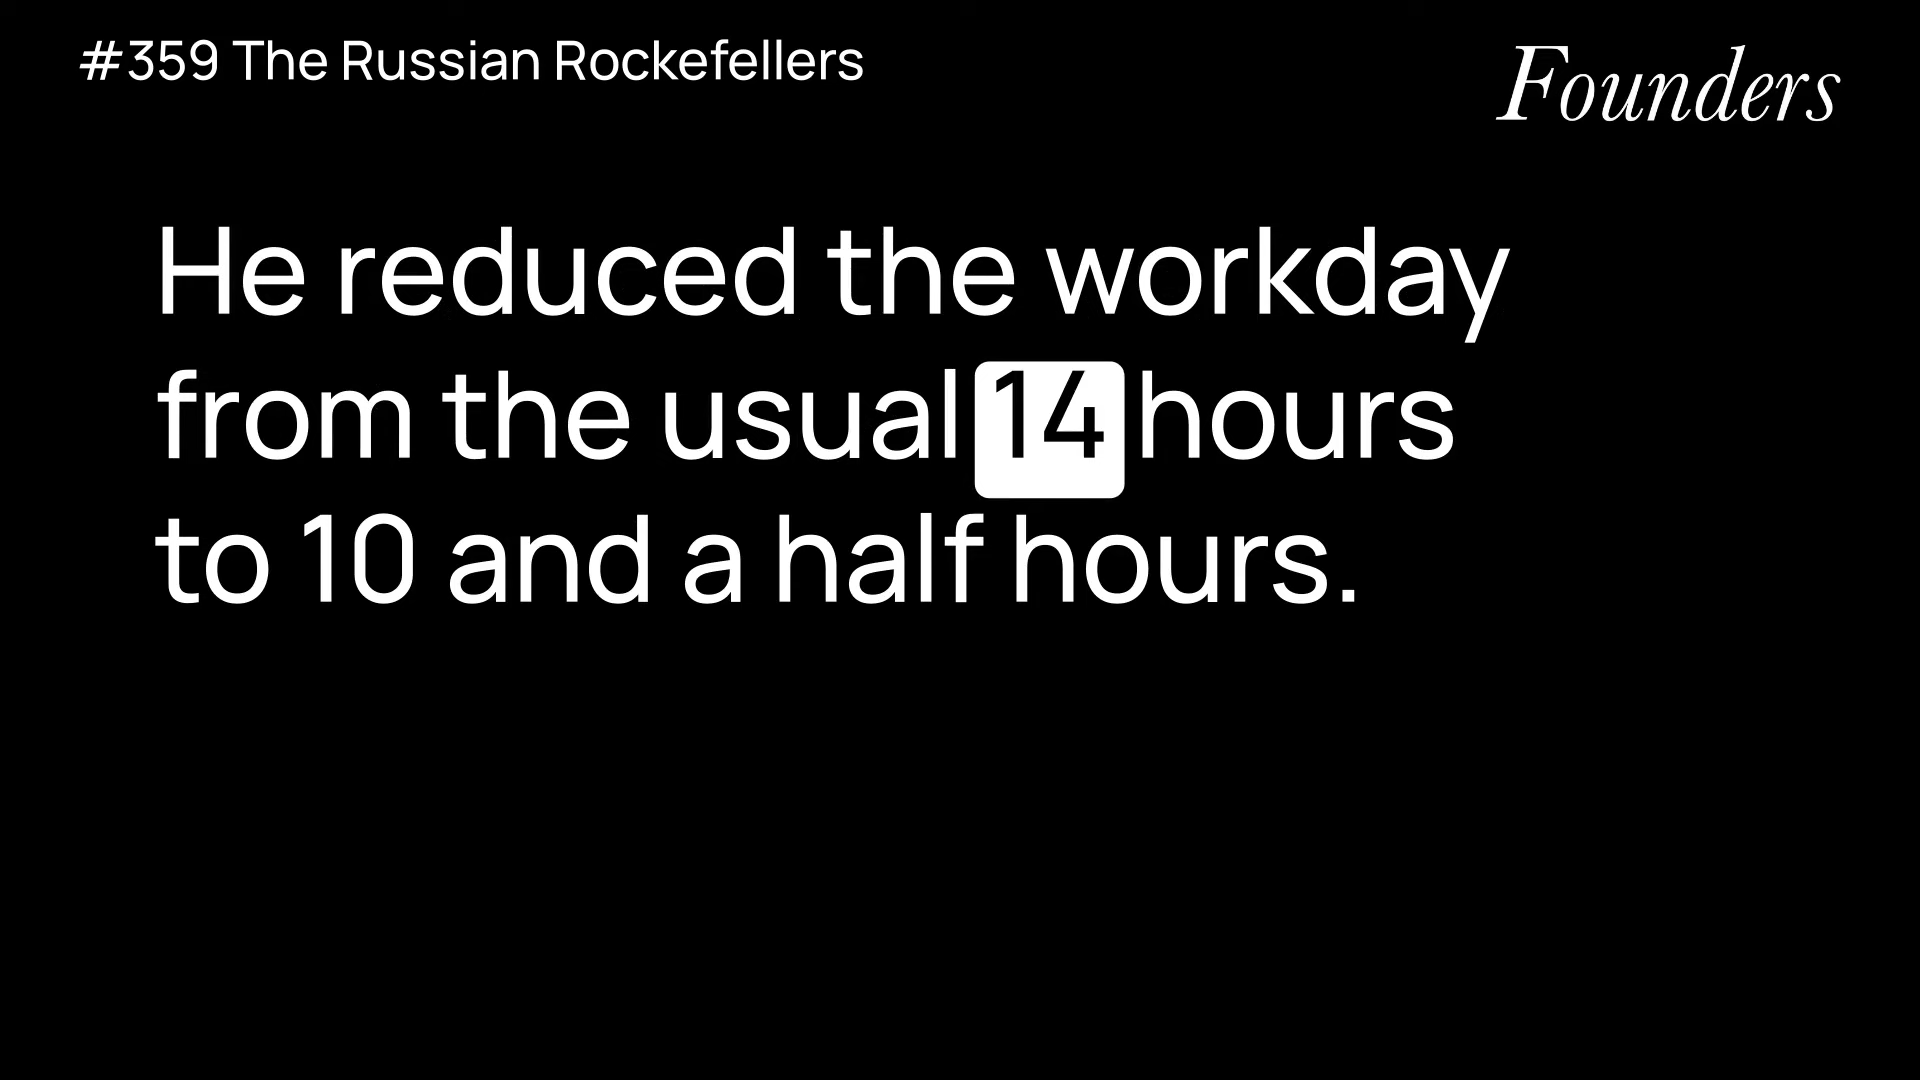 #359 The Russian Rockefellers
Founders
He reduced the workday
from the usual 14 hours
to 10 and a half hours.